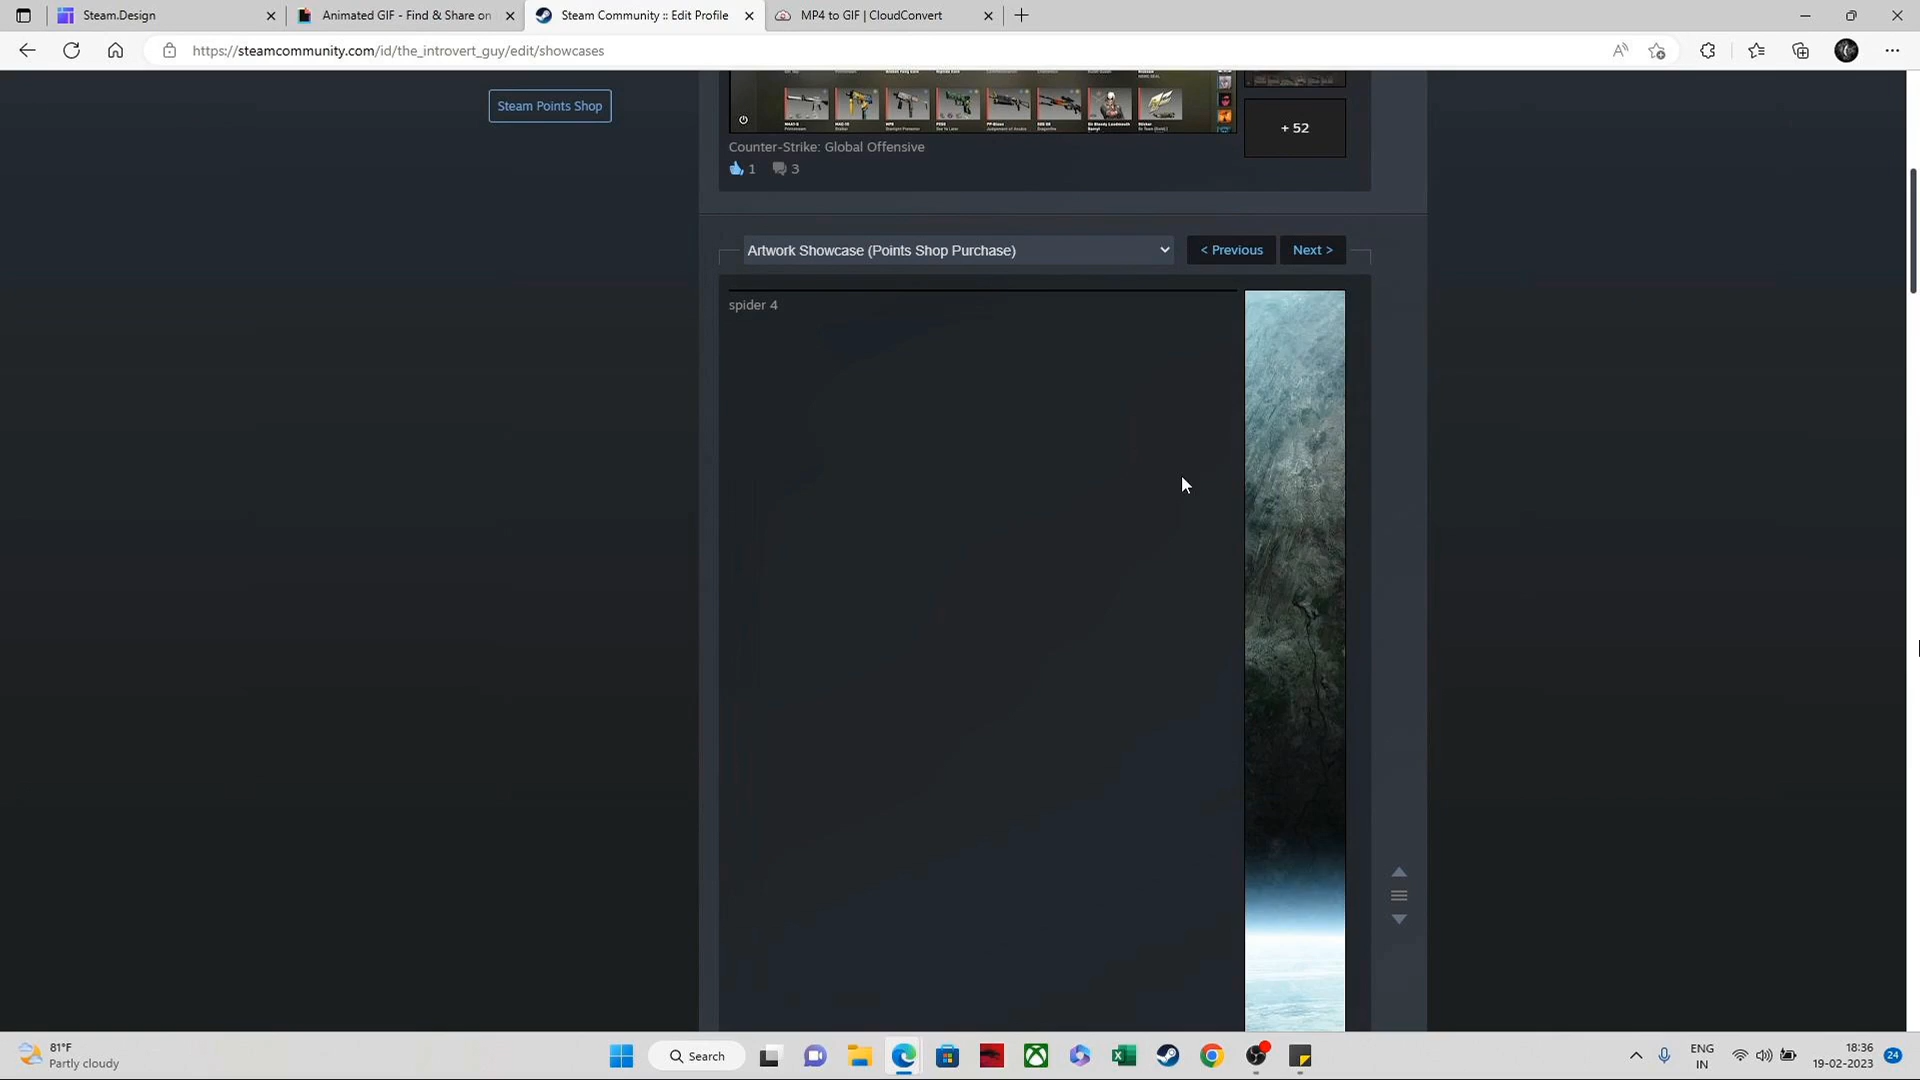 Steam.Design
Animated GIF - Find & Share on
Steam Community :: Edit Profile
MP4 to GIF | CloudConvert
https://steamcommunity.com/id/the_introvert_guy/edit/showcases
Steam Points Shop
+ 52
Counter-Strike: Global Offensive
1
3
Artwork Showcase (Points Shop Purchase)
< Previous
Next >
spider 4
81°F
Partly cloudy
Search
ENG
IN
18:36
19-02-2023
24